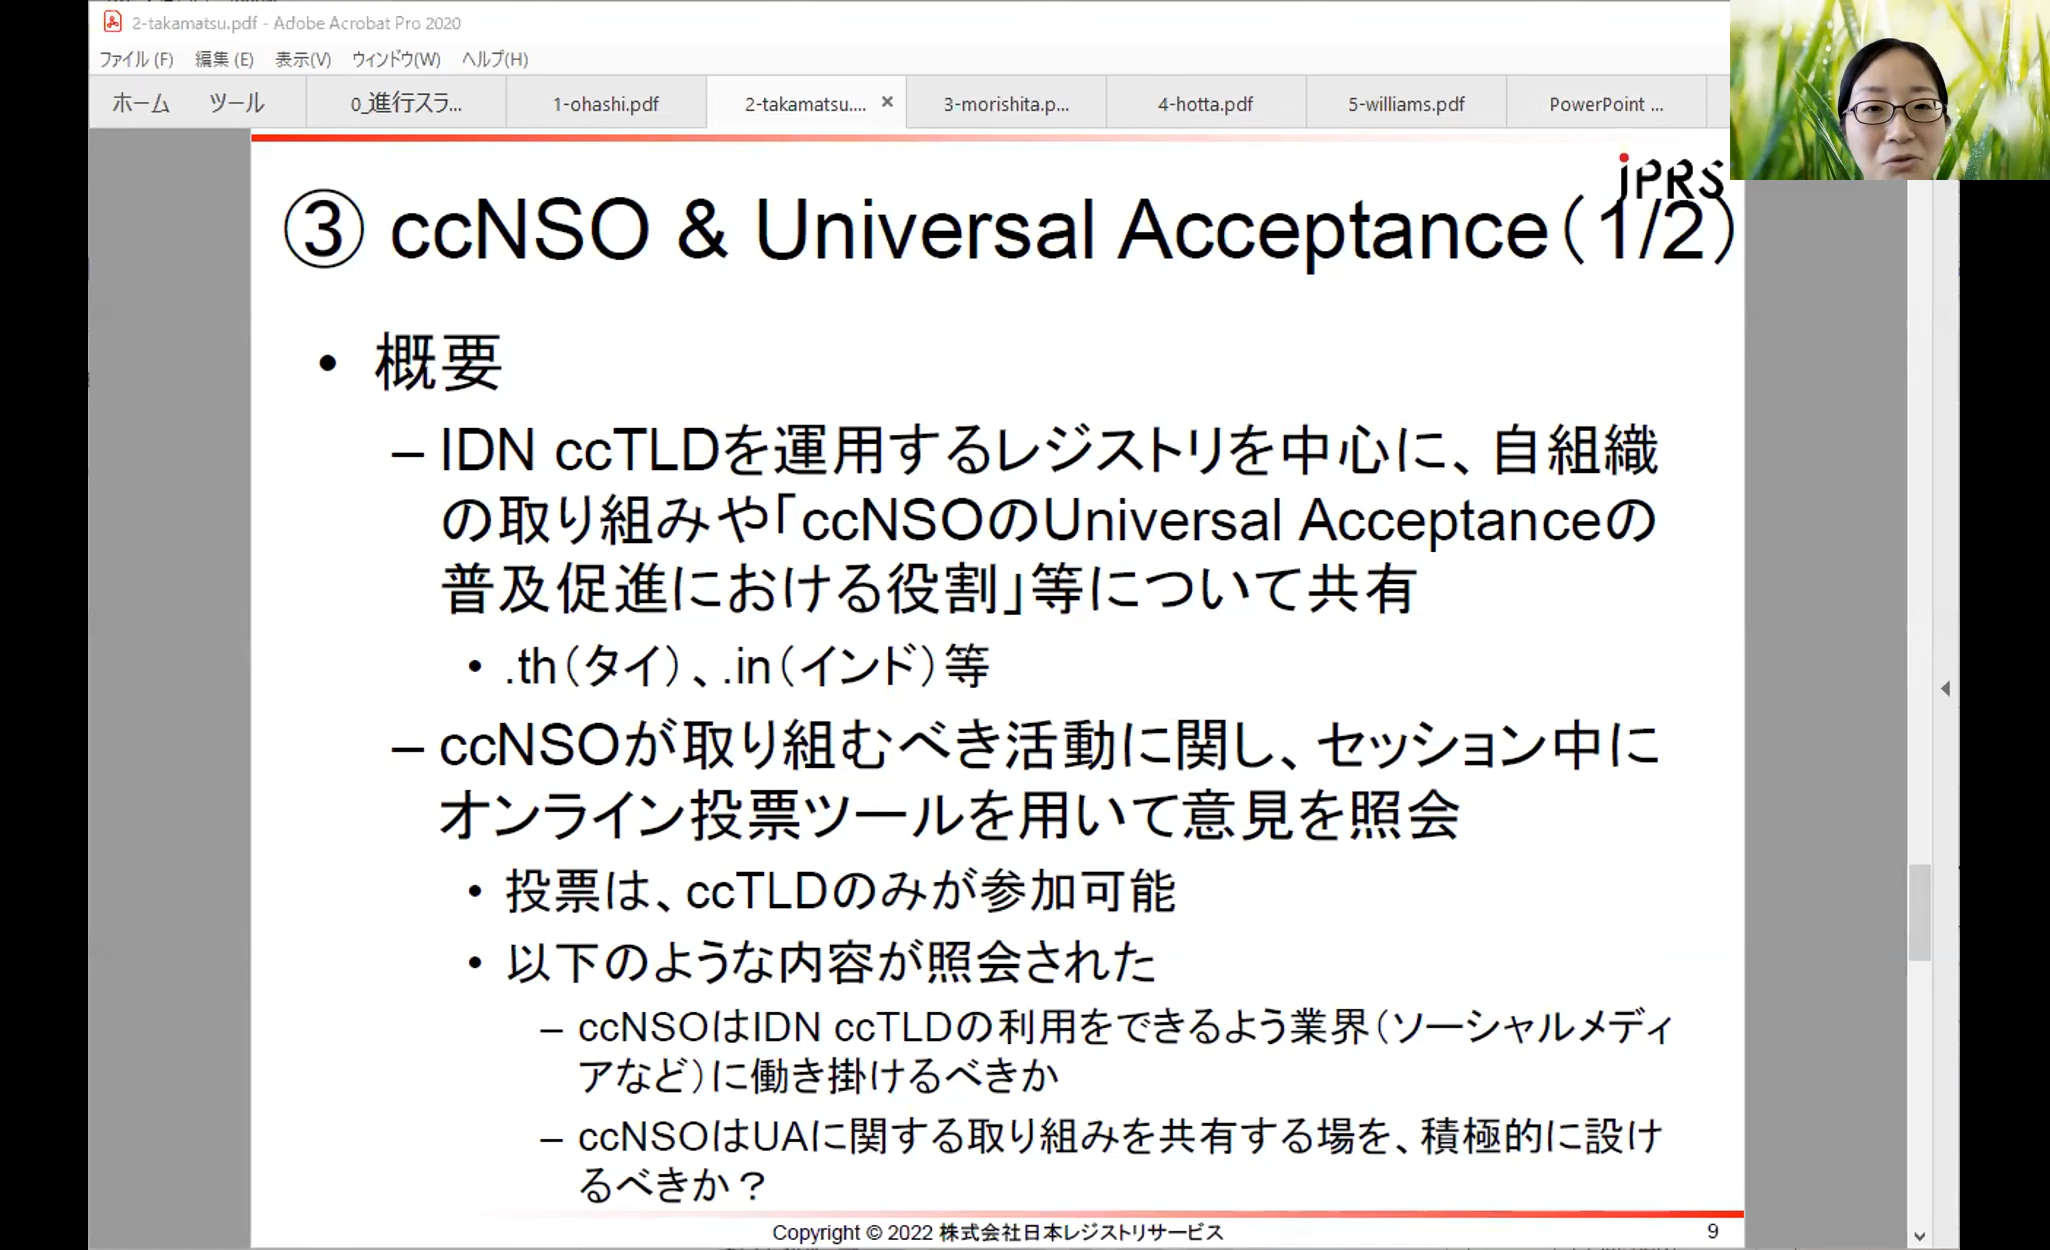 2-takamatsu.pdf - Adobe Acrobat Pro 2020
ファイル(F) 編集(E) 表示(V) ウィンドウ(W) ヘルプ(H)
ホーム ツール 0_進行スラ... 1-ohashi.pdf 2-takamatsu.... × 3-morishita.p... 4-hotta.pdf 5-williams.pdf PowerPoint ...
jPRS
③ ccNSO & Universal Acceptance(1/2)
• 概要
– IDN ccTLDを運用するレジストリを中心に、自組織
の取り組みや「ccNSOのUniversal Acceptanceの
普及促進における役割」等について共有
• .th(タイ)、.in(インド)等
– ccNSOが取り組むべき活動に関し、セッション中に
オンライン投票ツールを用いて意見を照会
• 投票は、ccTLDのみが参加可能
• 以下のような内容が照会された
– ccNSOはIDN ccTLDの利用をできるよう業界(ソーシャルメディ
アなど)に働き掛けるべきか
– ccNSOはUAに関する取り組みを共有する場を、積極的に設け
るべきか？
Copyright © 2022 株式会社日本レジストリサービス 9